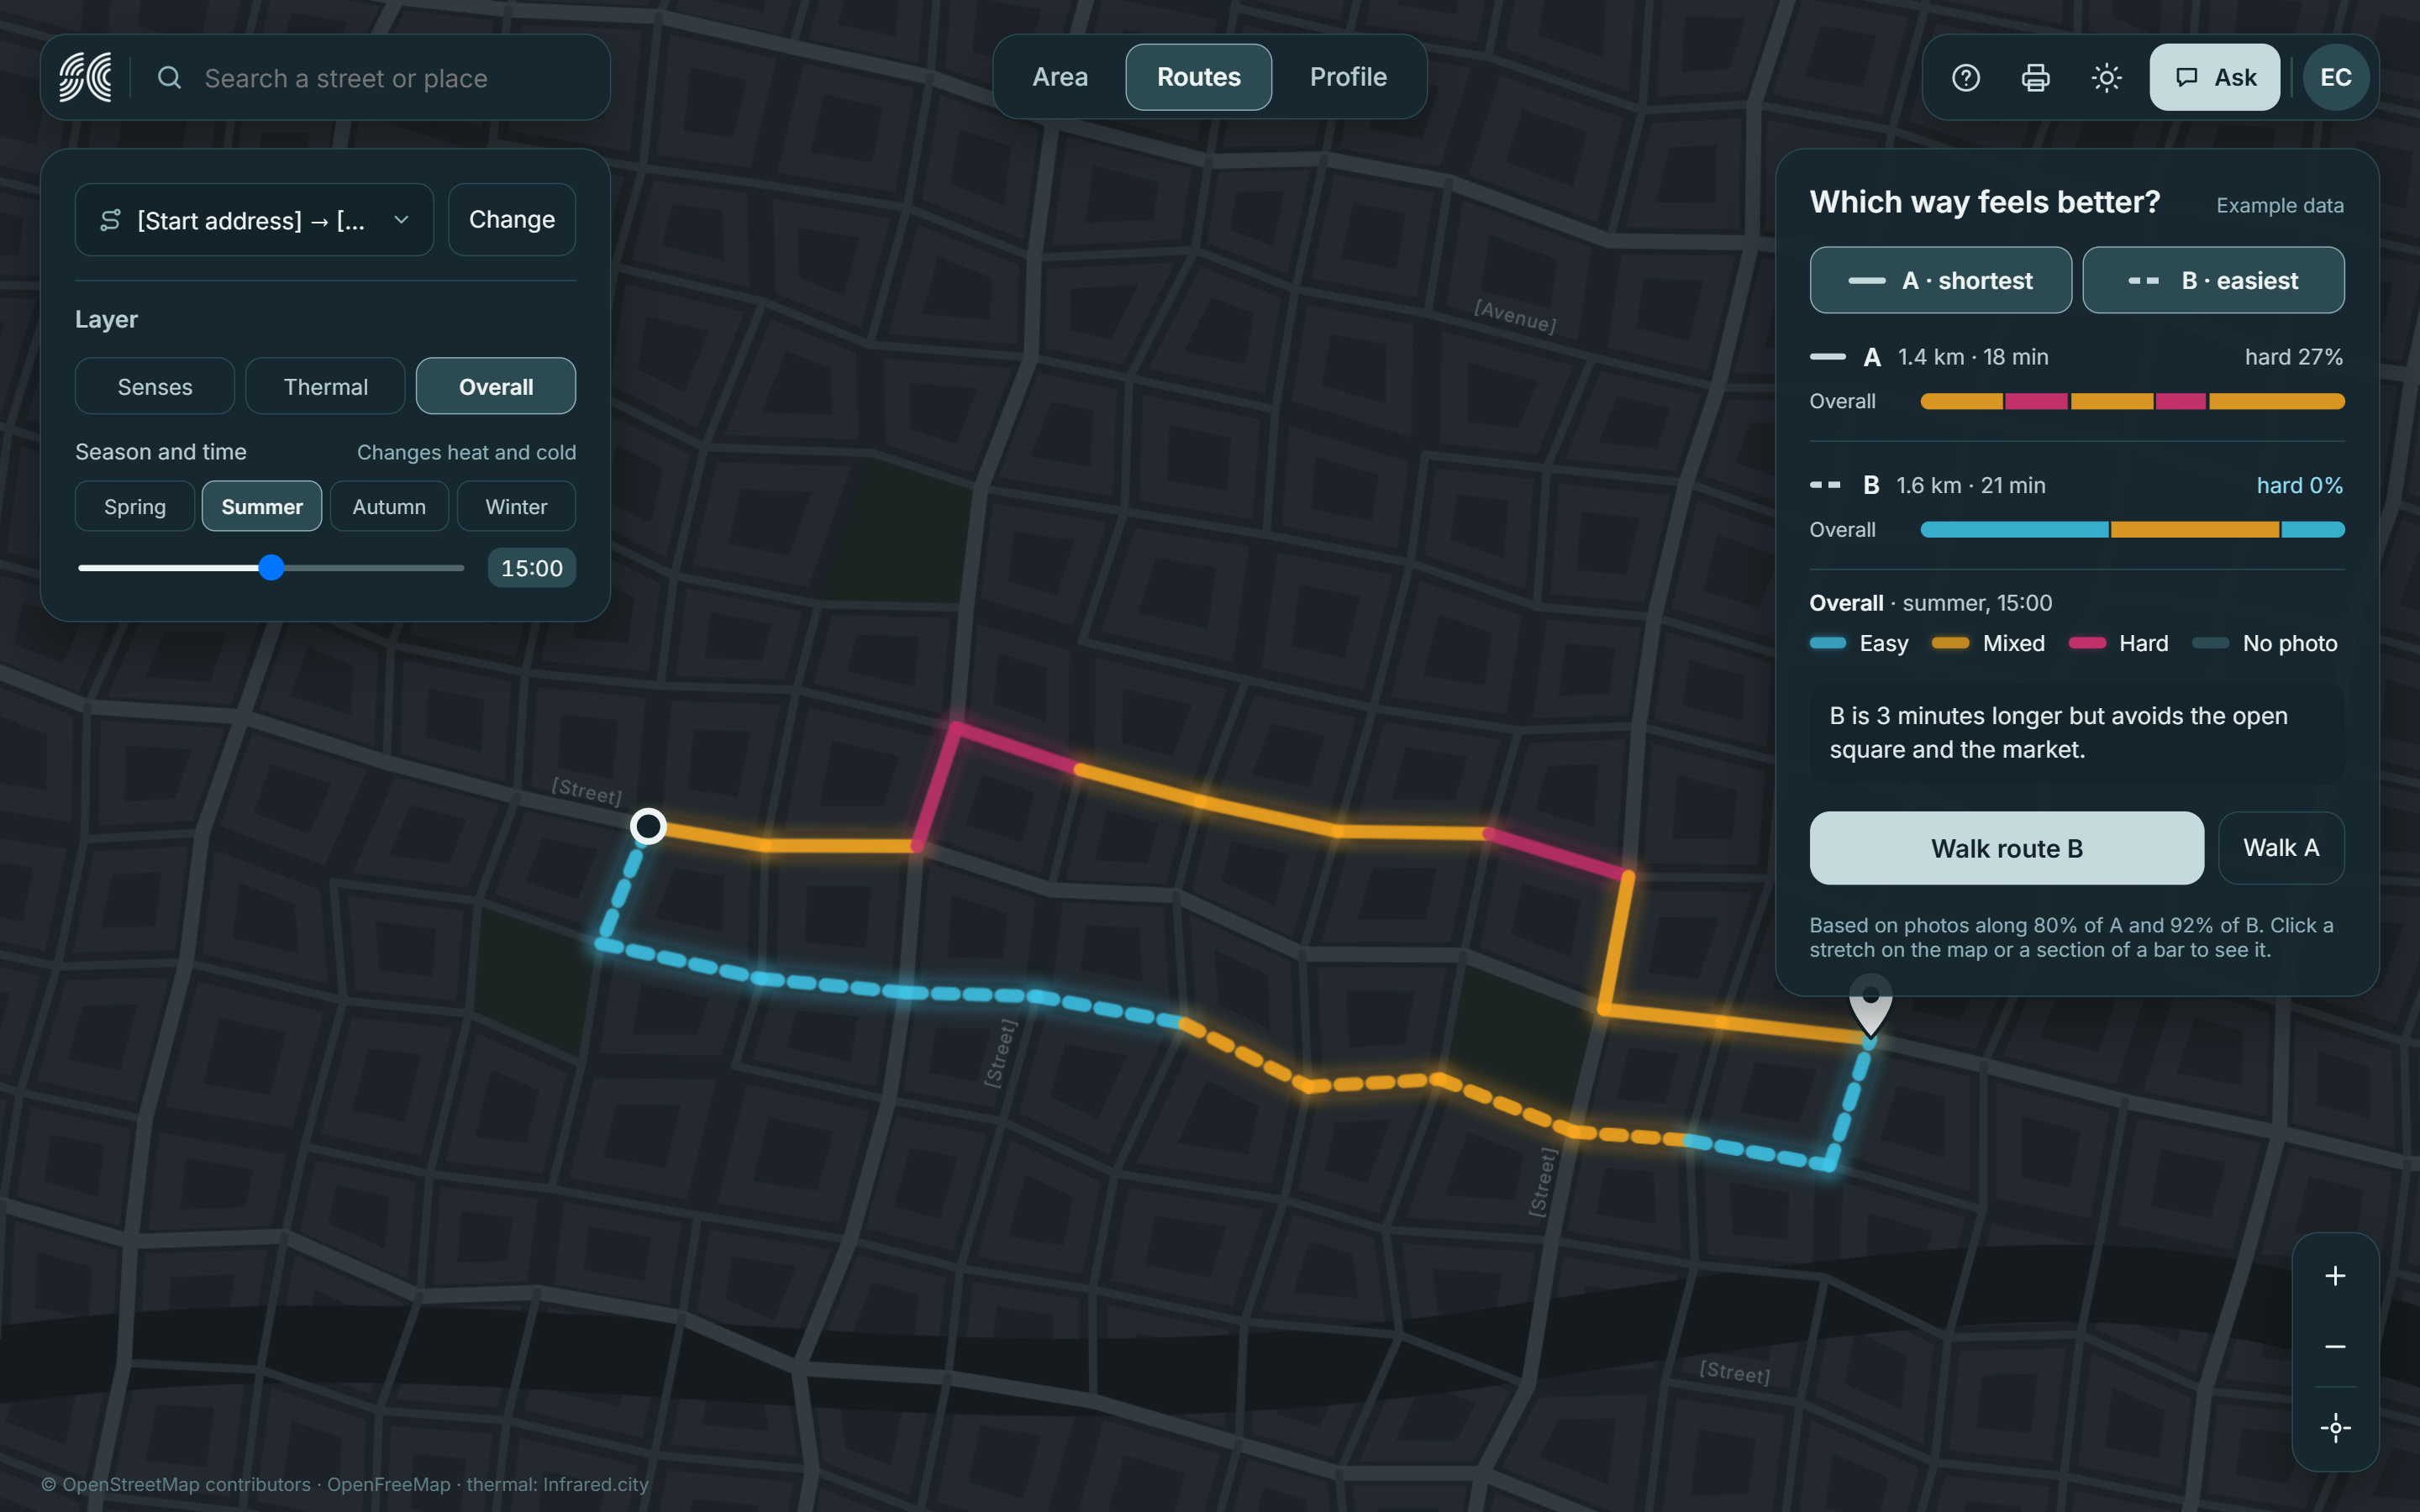 Search a street or place
Area
Routes
Profile
Ask
EC
[Start address] → [...
Change
Layer
Senses
Thermal
Overall
Season and time
Changes heat and cold
Spring
Summer
Autumn
Winter
15:00
Which way feels better?
Example data
A · shortest
B · easiest
A 1.4 km · 18 min
hard 27%
Overall
B 1.6 km · 21 min
hard 0%
Overall
Overall · summer, 15:00
Easy
Mixed
Hard
No photo
B is 3 minutes longer but avoids the open
square and the market.
Walk route B
Walk A
Based on photos along 80% of A and 92% of B. Click a
stretch on the map or a section of a bar to see it.
[Avenue]
[Street]
[Street]
[Street]
[Street]
© OpenStreetMap contributors · OpenFreeMap · thermal: Infrared.city